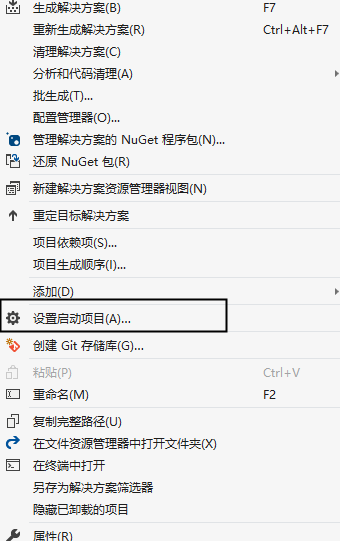 生成解决方案(B) F7
重新生成解决方案(R) Ctrl+Alt+F7
清理解决方案(C)
分析和代码清理(A)
批生成(T)...
配置管理器(O)...
管理解决方案的 NuGet 程序包(N)...
还原 NuGet 包(R)
新建解决方案资源管理器视图(N)
重定目标解决方案
项目依赖项(S)...
项目生成顺序(I)...
添加(D)
设置启动项目(A)...
创建 Git 存储库(G)...
粘贴(P) Ctrl+V
重命名(M) F2
复制完整路径(U)
在文件资源管理器中打开文件夹(X)
在终端中打开
另存为解决方案筛选器
隐藏已卸载的项目
属性(R)